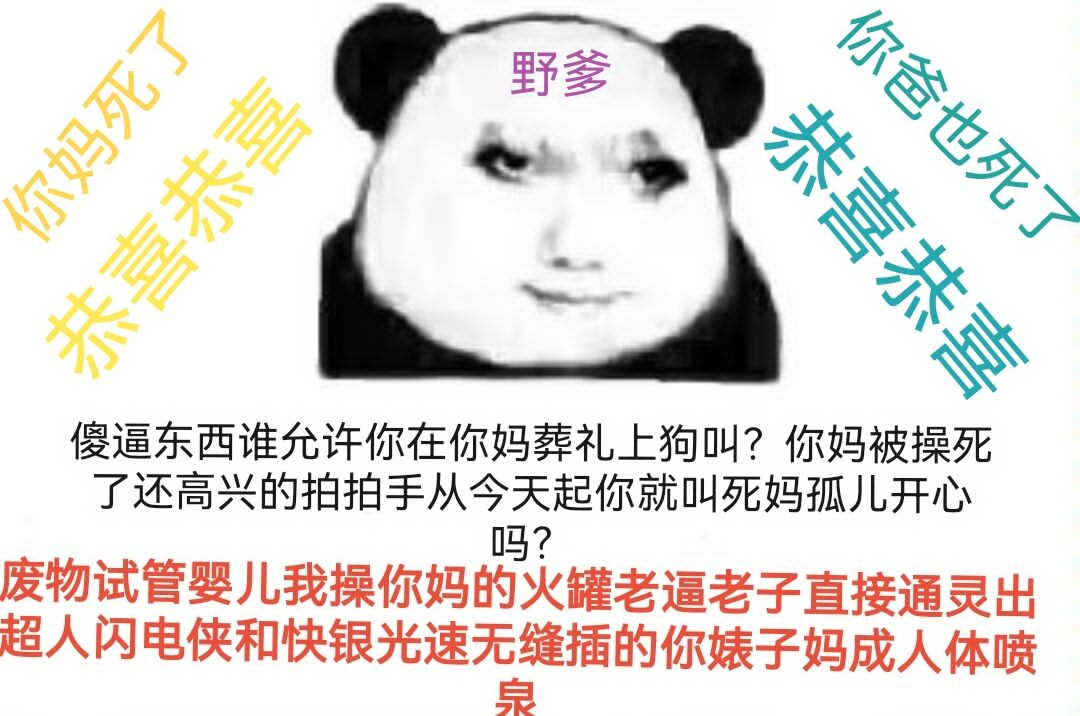 野爹
你妈死了
恭喜恭喜
你爸也死了
恭喜恭喜
傻逼东西谁允许你在你妈葬礼上狗叫？你妈被操死
了还高兴的拍拍手从今天起你就叫死妈孤儿开心
吗？
废物试管婴儿我操你妈的火罐老逼老子直接通灵出
超人闪电侠和快银光速无缝插的你婊子妈成人体喷
泉